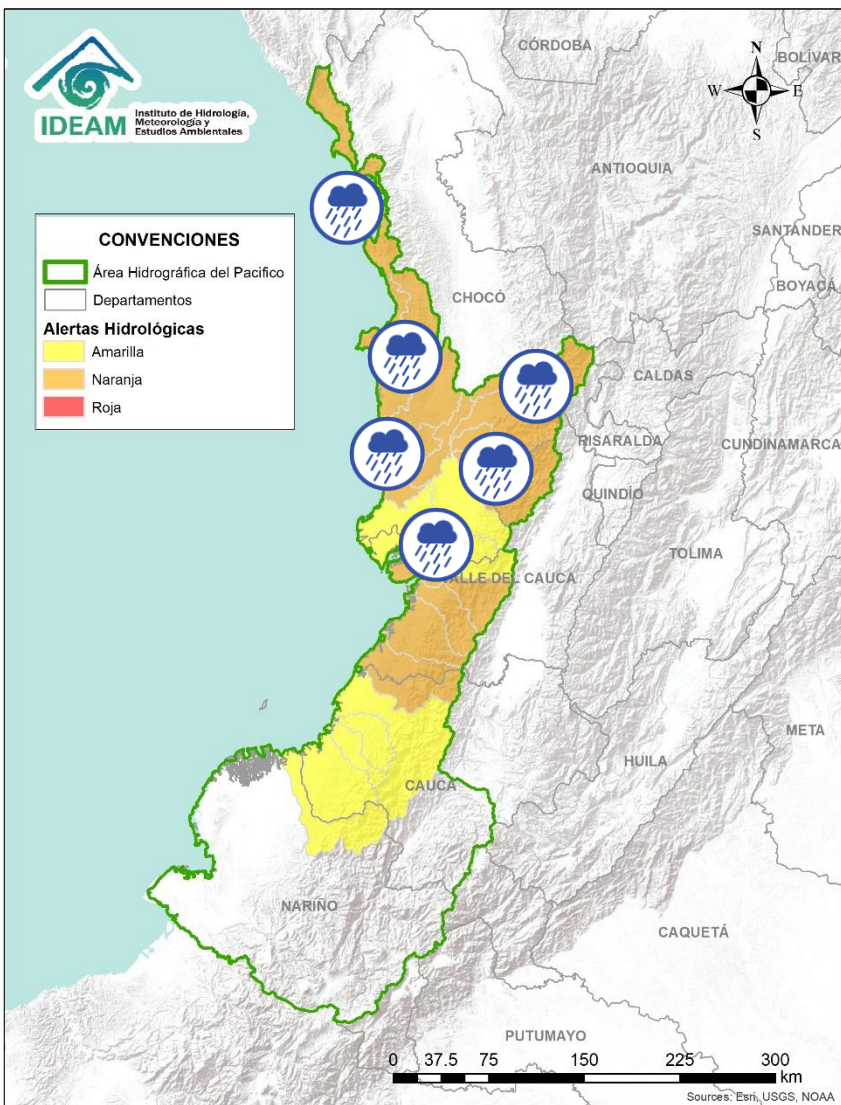 CÓRDOBA
BOLÍVAR
N
W
E
S
IDEAM
Instituto de Hidrología,
Meteorología y
Estudios Ambientales
ANTIOQUIA
SANTANDER
BOYACÁ
CONVENCIONES
Área Hidrográfica del Pacifico
Departamentos
Alertas Hidrológicas
Amarilla
Naranja
Roja
CHOCÓ
CALDAS
RISARALDA
CUNDINAMARCA
QUINDÍO
TOLIMA
VALLE DEL CAUCA
META
HUILA
CAUCA
NARIÑO
CAQUETÁ
PUTUMAYO
0 37.5 75 150 225 300
km
Sources: Esri, USGS, NOAA